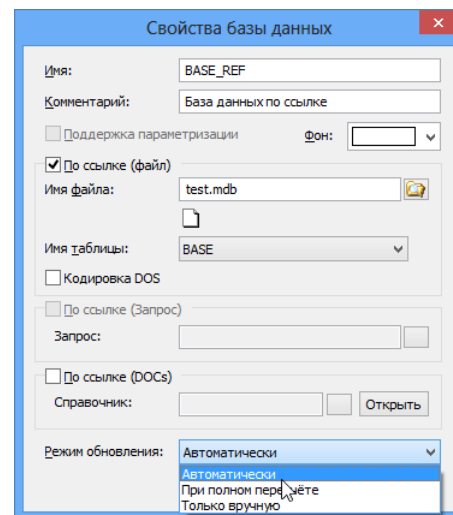 Свойства базы данных
Имя: BASE_REF
Комментарий: База данных по ссылке
Поддержка параметризации Фон:
По ссылке (файл)
Имя файла: test.mdb
Имя таблицы: BASE
Кодировка DOS
По ссылке (Запрос)
Запрос:
По ссылке (DOCs)
Справочник: Открыть
Режим обновления: Автоматически
Автоматически
При полном пересчёте
Только вручную